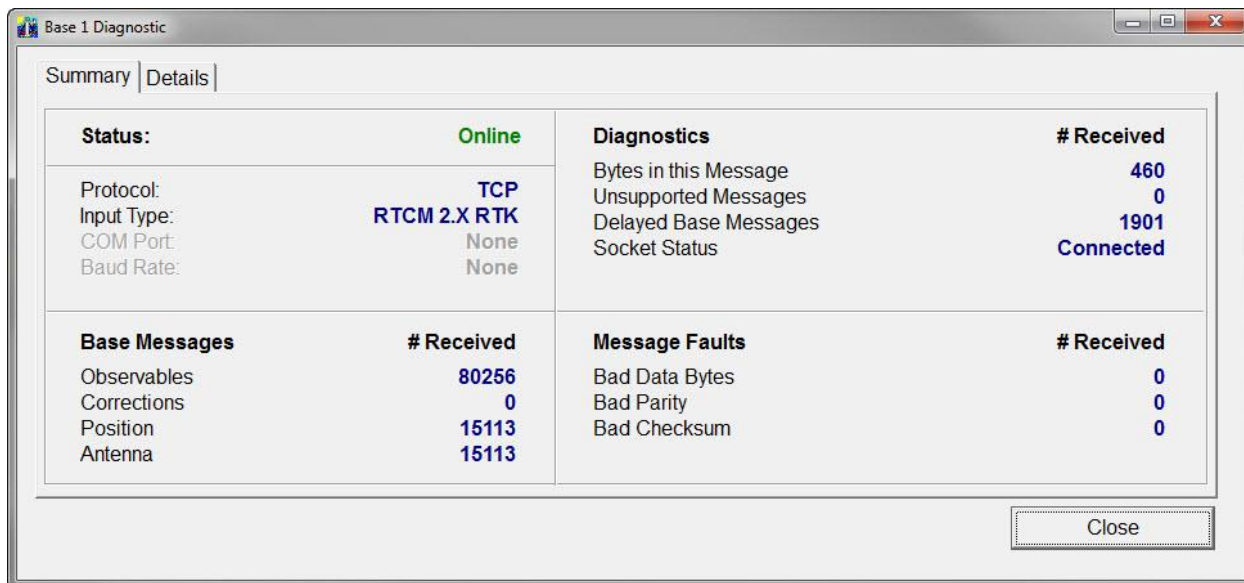 Base 1 Diagnostic
Summary Details
Status: Online
Protocol: TCP
Input Type: RTCM 2.X RTK
COM Port: None
Baud Rate: None
Diagnostics # Received
Bytes in this Message 460
Unsupported Messages 0
Delayed Base Messages 1901
Socket Status Connected
Base Messages # Received
Observables 80256
Corrections 0
Position 15113
Antenna 15113
Message Faults # Received
Bad Data Bytes 0
Bad Parity 0
Bad Checksum 0
Close